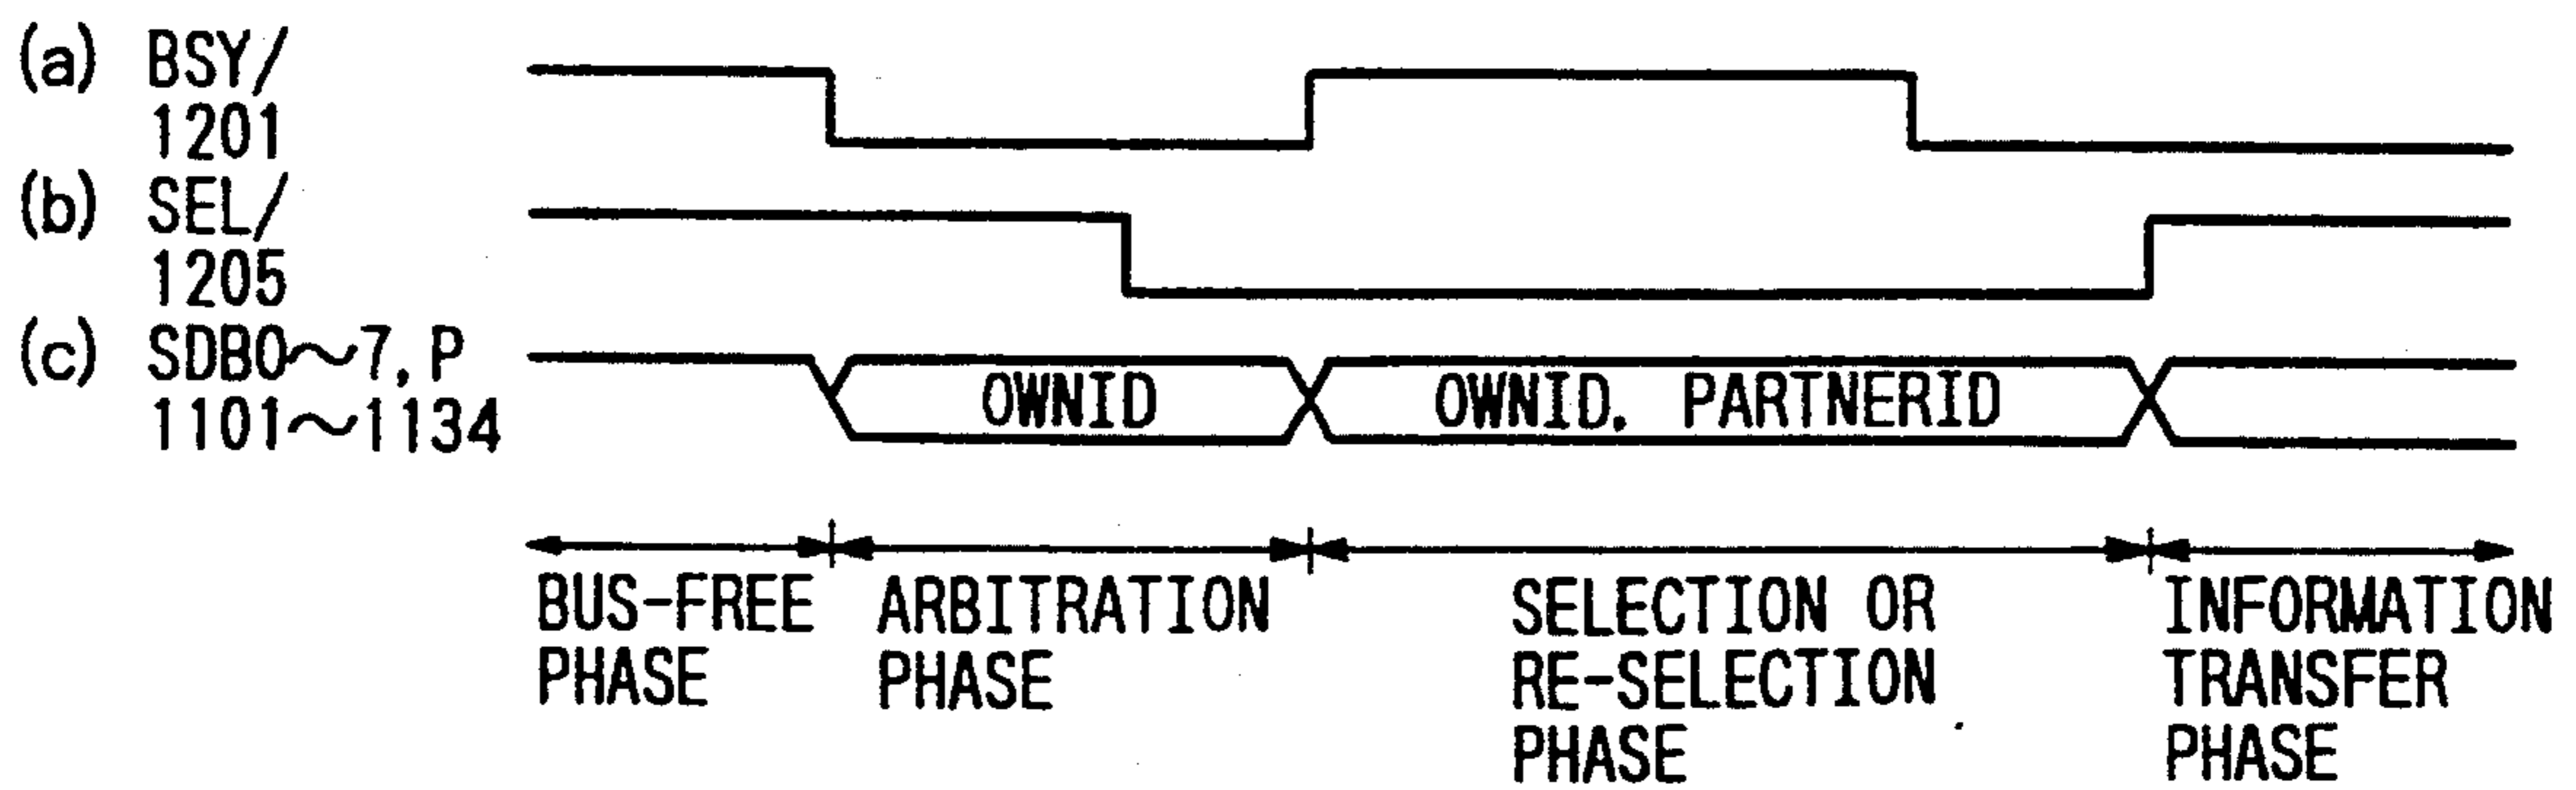 (a) BSY/
1201
(b) SEL/
1205
(c) SDB0～7, P
1101～1134
OWNID
OWNID. PARTNERID
BUS-FREE
PHASE
ARBITRATION
PHASE
SELECTION OR
RE-SELECTION
PHASE
INFORMATION
TRANSFER
PHASE